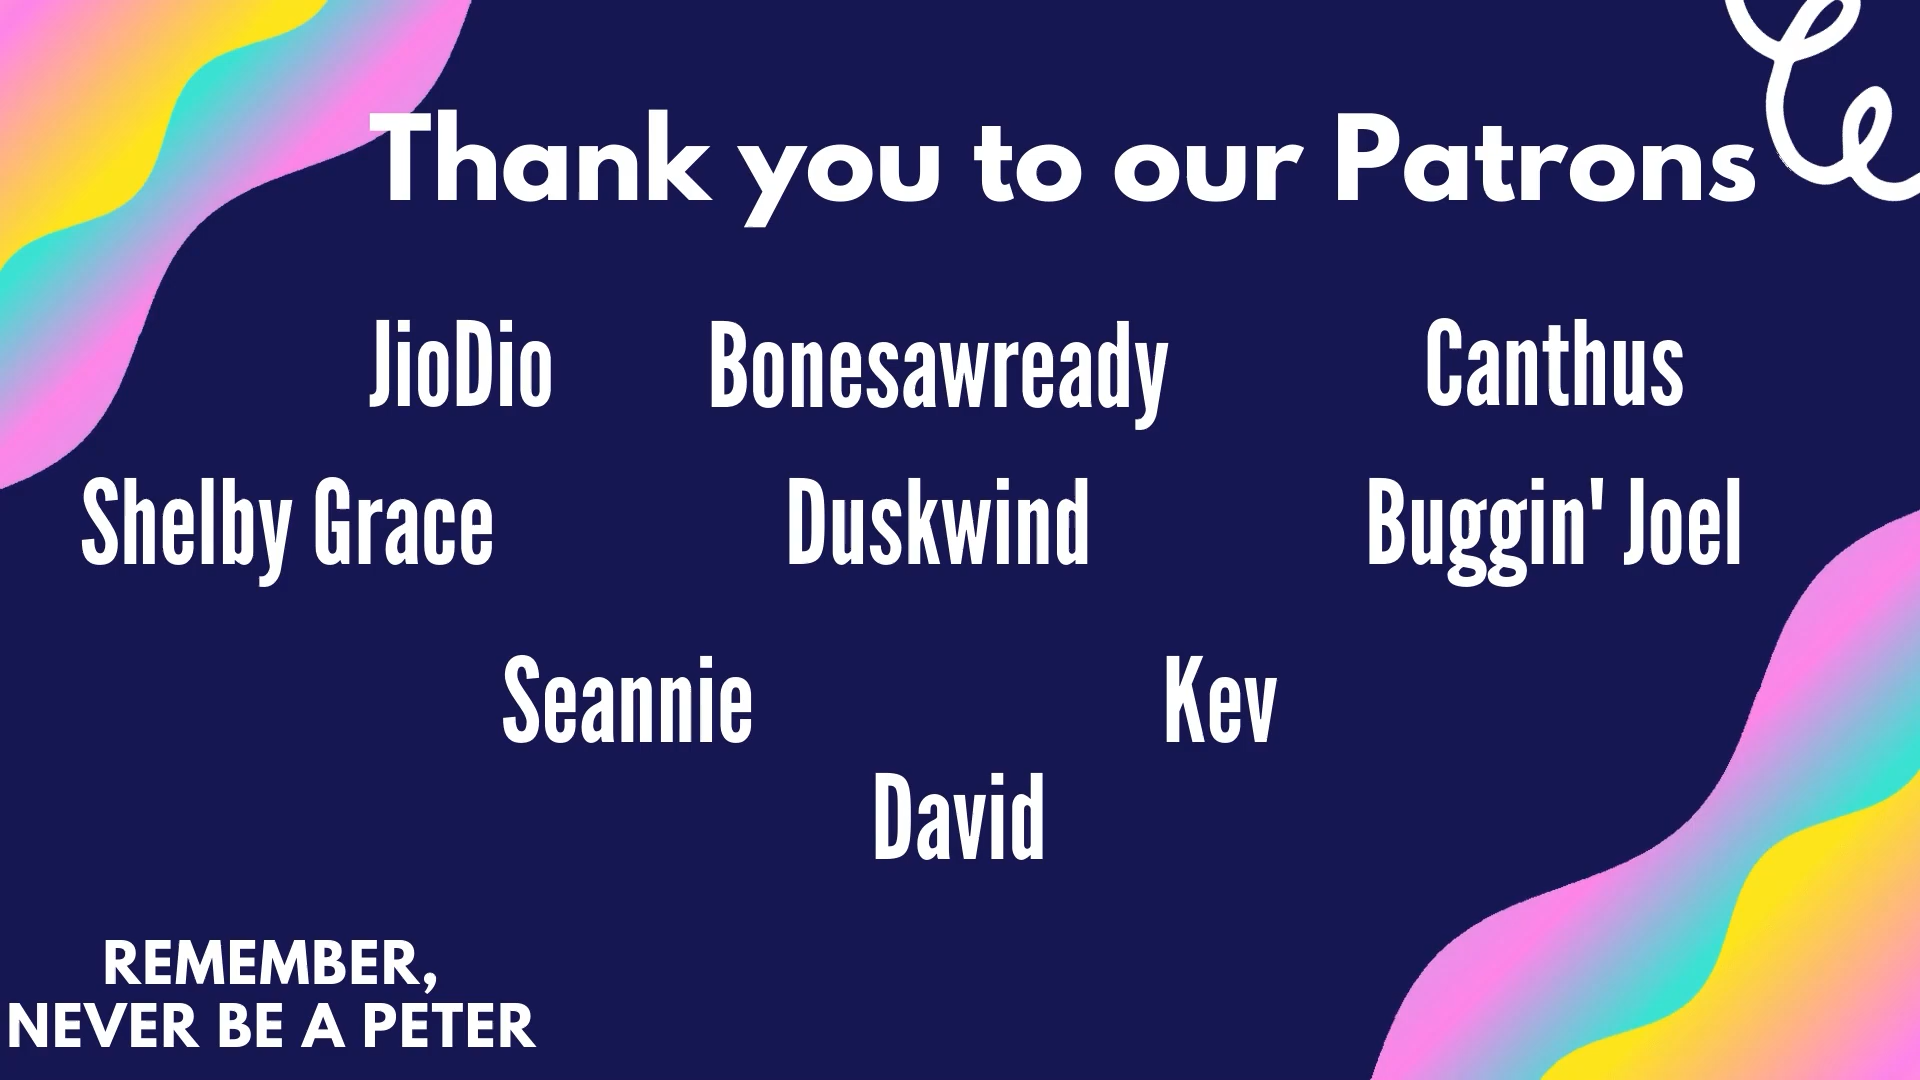 Thank you to our Patrons
JioDio Bonesawready Canthus
Shelby Grace Duskwind Buggin' Joel
Seannie Kev
David
REMEMBER,
NEVER BE A PETER